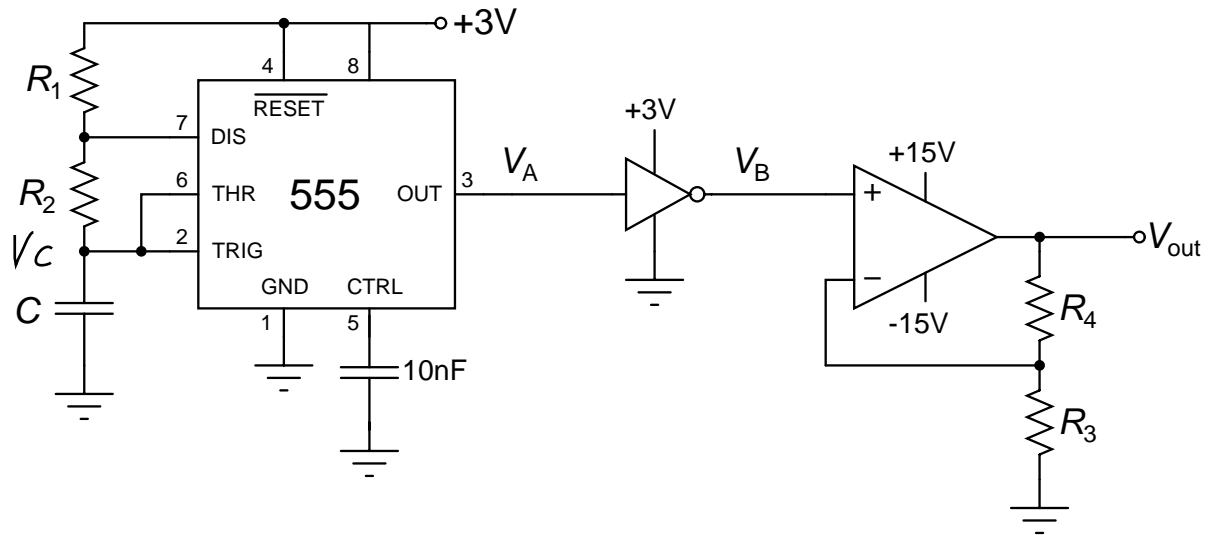 +3V
4 8
R1
RESET
+3V
7 DIS
VA VB +15V
6 THR 555 OUT 3
+
R2
Vout
VC 2 TRIG
−
GND CTRL
C
-15V R4
1 5
10nF
R3